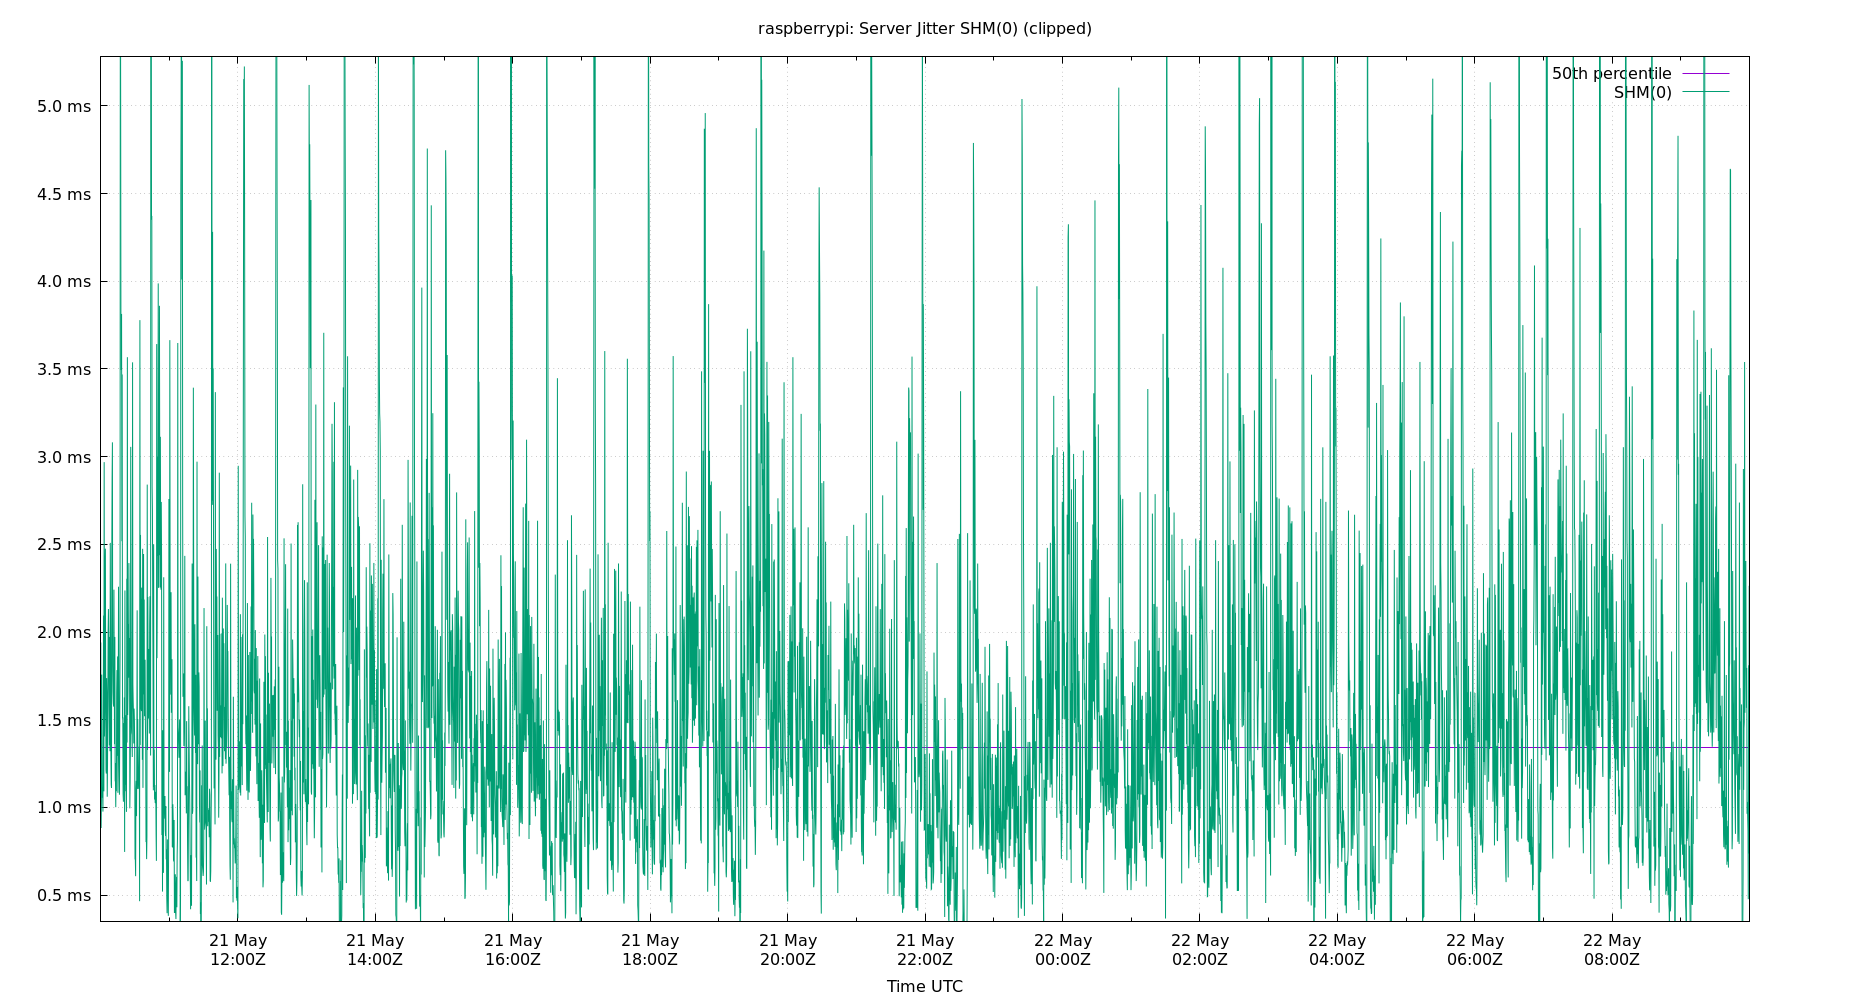 raspberrypi: Server Jitter SHM(0) (clipped)
50th percentile
SHM(0)
5.0 ms
4.5 ms
4.0 ms
3.5 ms
3.0 ms
2.5 ms
2.0 ms
1.5 ms
1.0 ms
0.5 ms
21 May 21 May 21 May 21 May 21 May 21 May 22 May 22 May 22 May 22 May 22 May
12:00Z 14:00Z 16:00Z 18:00Z 20:00Z 22:00Z 00:00Z 02:00Z 04:00Z 06:00Z 08:00Z
Time UTC